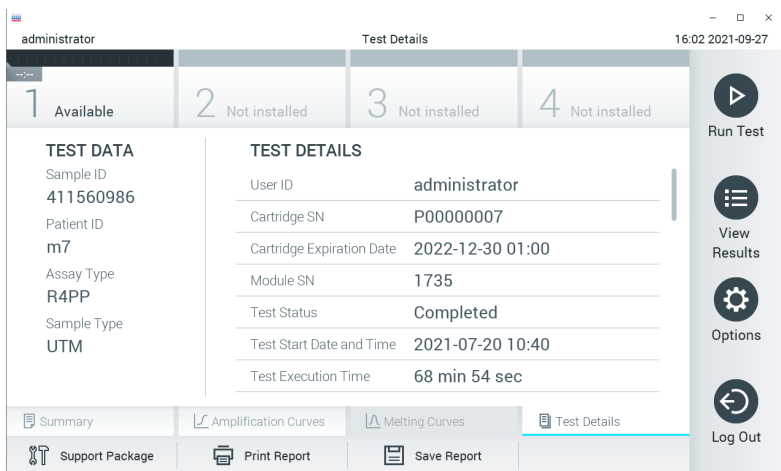 administrator
Test Details
16:02 2021-09-27
--:--
1 Available
2 Not installed
3 Not installed
4 Not installed
Run Test
View
Results
Options
Log Out
TEST DATA
Sample ID
411560986
Patient ID
m7
Assay Type
R4PP
Sample Type
UTM
TEST DETAILS
User ID administrator
Cartridge SN P00000007
Cartridge Expiration Date 2022-12-30 01:00
Module SN 1735
Test Status Completed
Test Start Date and Time 2021-07-20 10:40
Test Execution Time 68 min 54 sec
Summary
Amplification Curves
Melting Curves
Test Details
Support Package
Print Report
Save Report